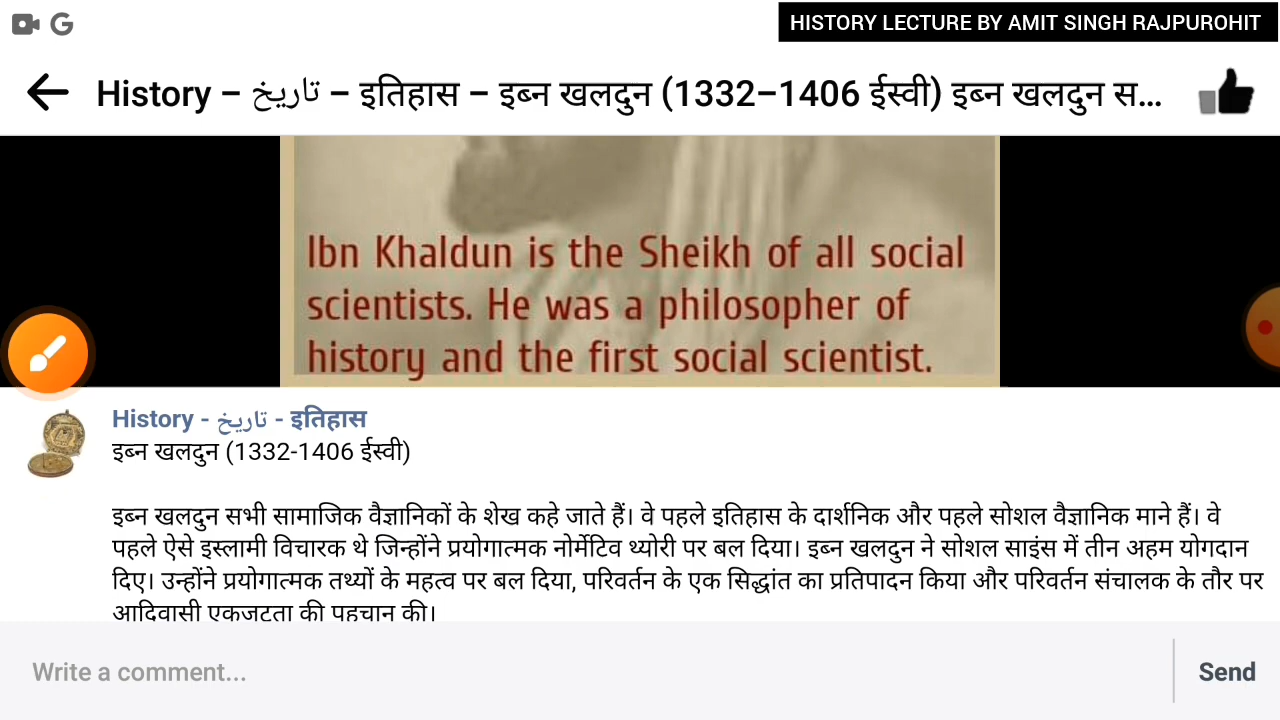 HISTORY LECTURE BY AMIT SINGH RAJPUROHIT
History – تاریخ – इतिहास – इब्न खलदुन (1332–1406 ईस्वी) इब्न खलदुन स...
Ibn Khaldun is the Sheikh of all social
scientists. He was a philosopher of
history and the first social scientist.
History - تاریخ - इतिहास
इब्न खलदुन (1332-1406 ईस्वी)
इब्न खलदुन सभी सामाजिक वैज्ञानिकों के शेख कहे जाते हैं। वे पहले इतिहास के दार्शनिक और पहले सोशल वैज्ञानिक माने हैं। वे
पहले ऐसे इस्लामी विचारक थे जिन्होंने प्रयोगात्मक नोर्मेटिव थ्योरी पर बल दिया। इब्न खलदुन ने सोशल साइंस में तीन अहम योगदान
दिए। उन्होंने प्रयोगात्मक तथ्यों के महत्व पर बल दिया, परिवर्तन के एक सिद्धांत का प्रतिपादन किया और परिवर्तन संचालक के तौर पर
आदिवासी एकजुटता की पहचान की।
Write a comment...
Send